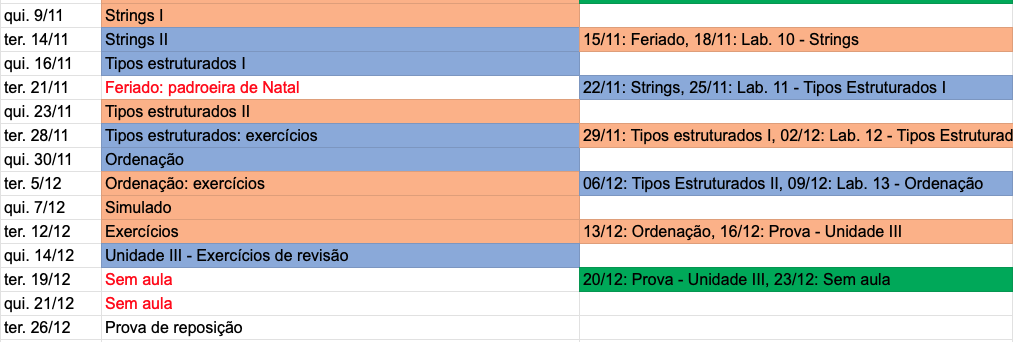 qui. 9/11 Strings I
ter. 14/11 Strings II 15/11: Feriado, 18/11: Lab. 10 - Strings
qui. 16/11 Tipos estruturados I
ter. 21/11 Feriado: padroeira de Natal 22/11: Strings, 25/11: Lab. 11 - Tipos Estruturados I
qui. 23/11 Tipos estruturados II
ter. 28/11 Tipos estruturados: exercícios 29/11: Tipos estruturados I, 02/12: Lab. 12 - Tipos Estruturad
qui. 30/11 Ordenação
ter. 5/12 Ordenação: exercícios 06/12: Tipos Estruturados II, 09/12: Lab. 13 - Ordenação
qui. 7/12 Simulado
ter. 12/12 Exercícios 13/12: Ordenação, 16/12: Prova - Unidade III
qui. 14/12 Unidade III - Exercícios de revisão
ter. 19/12 Sem aula 20/12: Prova - Unidade III, 23/12: Sem aula
qui. 21/12 Sem aula
ter. 26/12 Prova de reposição